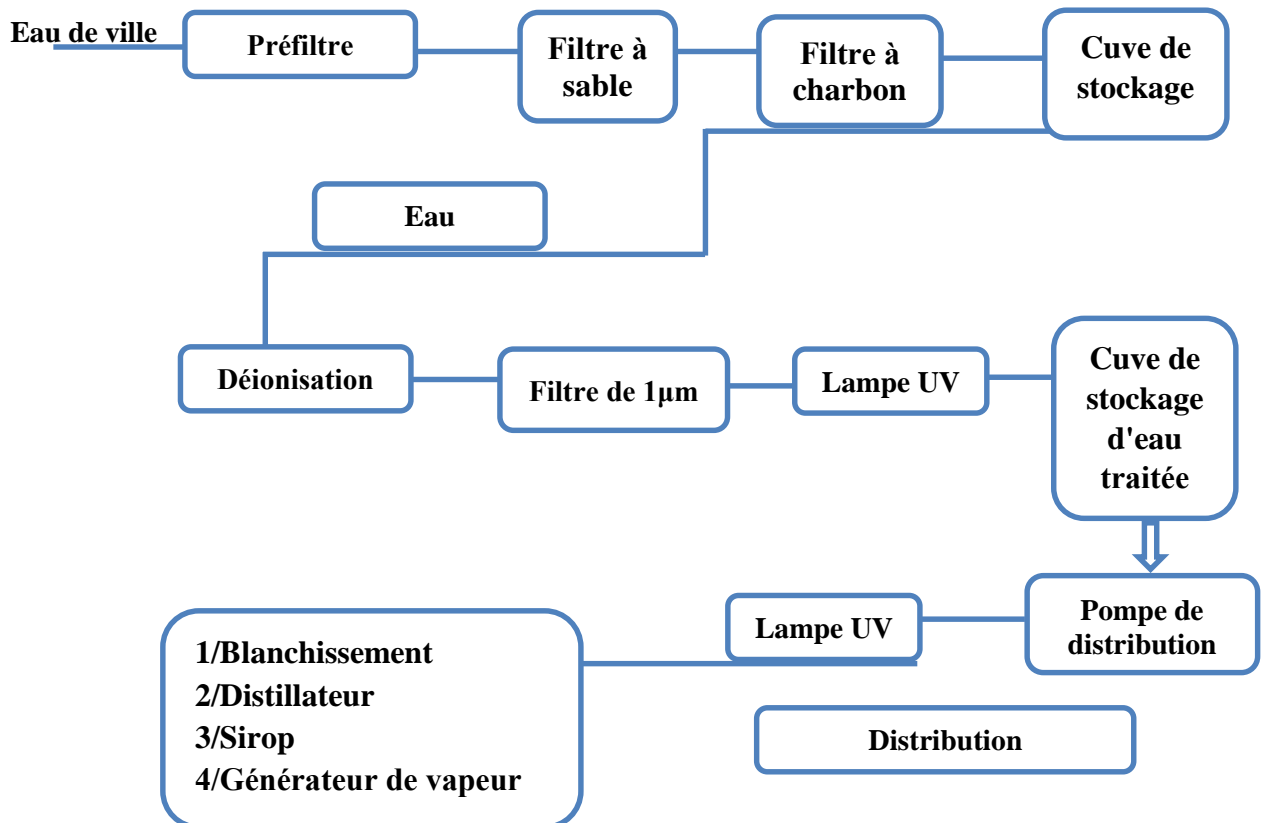 Eau de ville
Préfiltre
Filtre à
sable
Filtre à
charbon
Cuve de
stockage
Eau
Déionisation
Filtre de 1µm
Lampe UV
Cuve de
stockage
d'eau
traitée
Pompe de
distribution
Lampe UV
1/Blanchissement
2/Distillateur
3/Sirop
4/Générateur de vapeur
Distribution